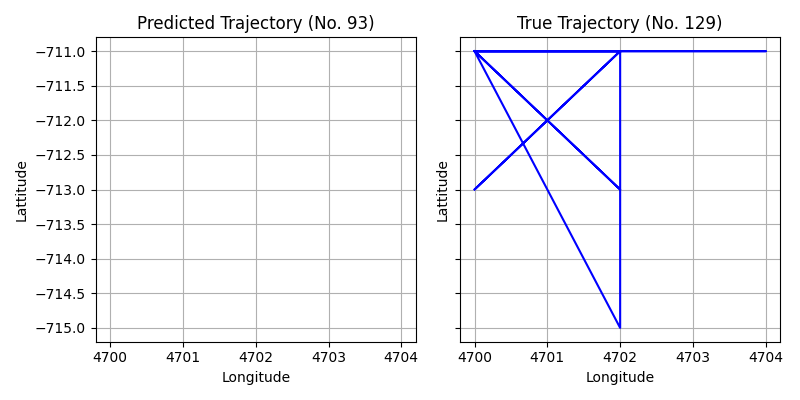 Predicted Trajectory (No. 93)
−711.0
−711.5
−712.0
−712.5
−713.0
−713.5
−714.0
−714.5
−715.0
Lattitude
4700 4701 4702 4703 4704
Longitude
True Trajectory (No. 129)
Lattitude
4700 4701 4702 4703 4704
Longitude